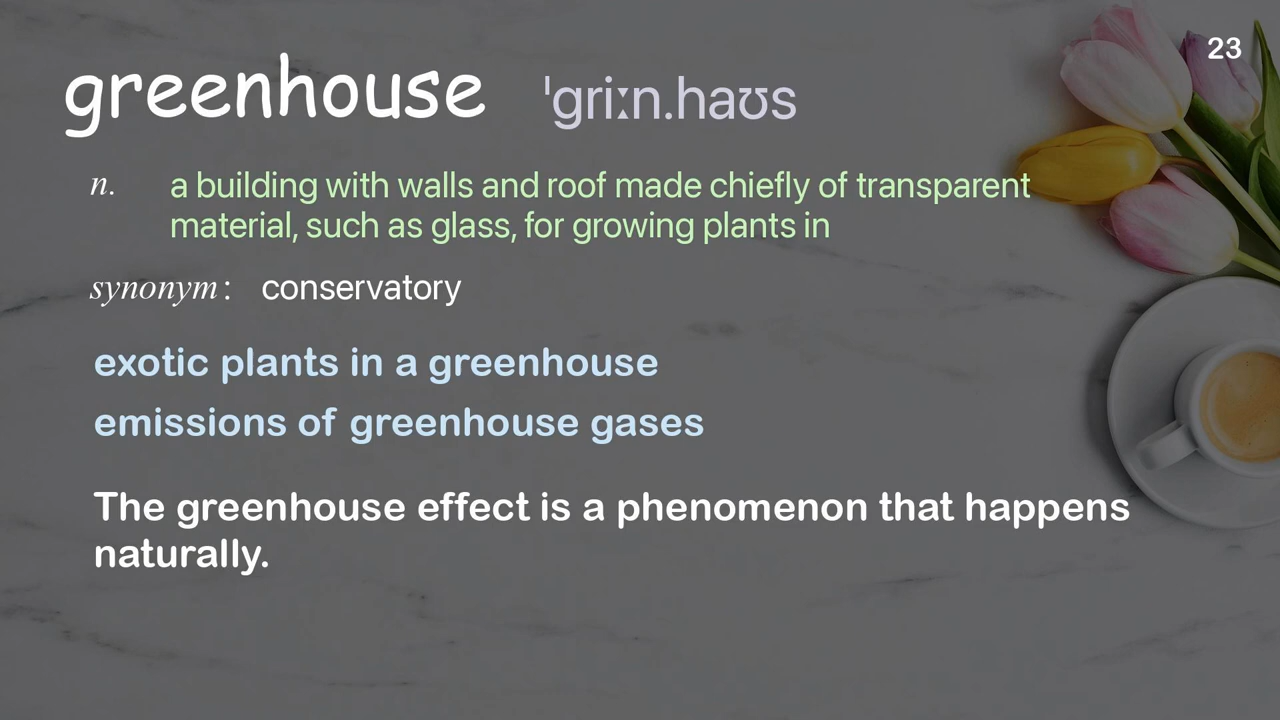 23
greenhouse ˈgriːn.haʊs
n. a building with walls and roof made chiefly of transparent
material, such as glass, for growing plants in
synonym: conservatory
exotic plants in a greenhouse
emissions of greenhouse gases
The greenhouse effect is a phenomenon that happens
naturally.